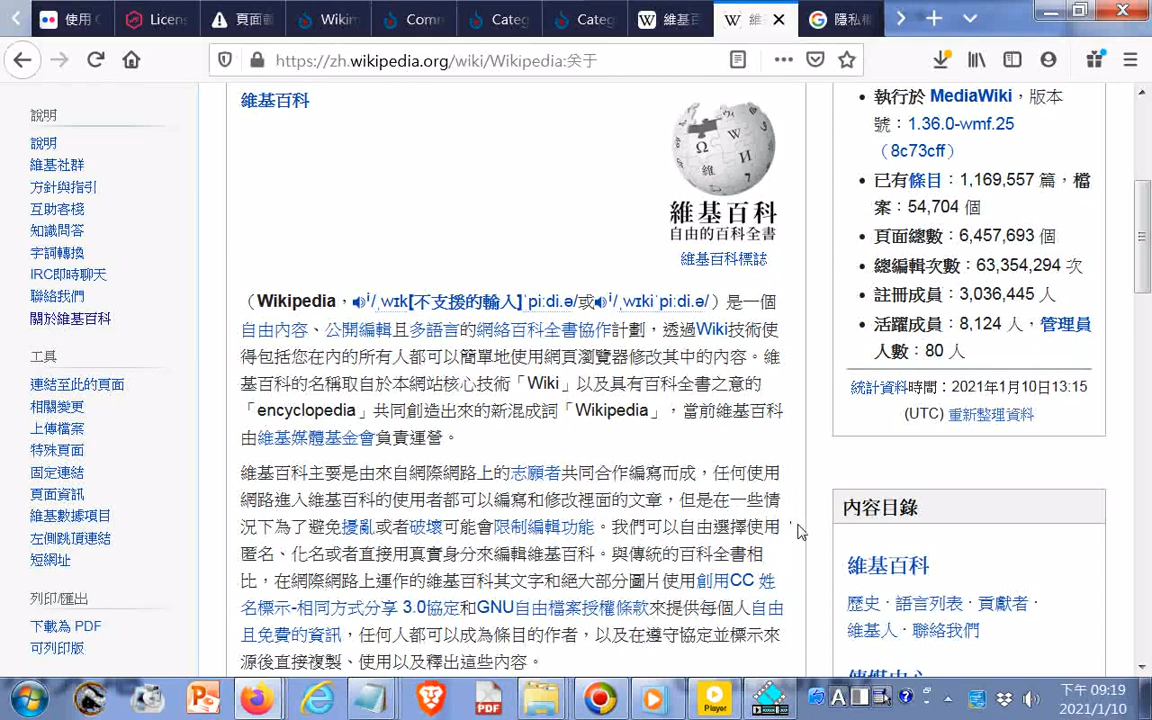 使用
Licens
頁面
Wikim
Comm
Categ
Categ
維基百
維
隱私權
https://zh.wikipedia.org/wiki/Wikipedia:关于
說明
說明
維基社群
方針與指引
互助客棧
知識問答
字詞轉換
IRC即時聊天
聯絡我們
關於維基百科
工具
連結至此的頁面
相關變更
上傳檔案
特殊頁面
固定連結
頁面資訊
維基數據項目
左側跳頂連結
短網址
列印/匯出
下載為 PDF
可列印版
維基百科
維基百科
自由的百科全書
維基百科標誌
（Wikipedia，i/ˌwɪk[不支援的輸入]ˈpiːdi.ə/或i/ˌwɪkiˈpiːdi.ə/）是一個
自由內容、公開編輯且多語言的網絡百科全書協作計劃，透過Wiki技術使
得包括您在內的所有人都可以簡單地使用網頁瀏覽器修改其中的內容。維
基百科的名稱取自於本網站核心技術「Wiki」以及具有百科全書之意的
「encyclopedia」共同創造出來的新混成詞「Wikipedia」，當前維基百科
由維基媒體基金會負責運營。
維基百科主要是由來自網際網路上的志願者共同合作編寫而成，任何使用
網路進入維基百科的使用者都可以編寫和修改裡面的文章，但是在一些情
況下為了避免擾亂或者破壞可能會限制編輯功能。我們可以自由選擇使用
匿名、化名或者直接用真實身分來編輯維基百科。與傳統的百科全書相
比，在網際網路上運作的維基百科其文字和絕大部分圖片使用創用CC 姓
名標示-相同方式分享 3.0協定和GNU自由檔案授權條款來提供每個人自由
且免費的資訊，任何人都可以成為條目的作者，以及在遵守協定並標示來
源後直接複製、使用以及釋出這些內容。
執行於 MediaWiki，版本
號：1.36.0-wmf.25
（8c73cff）
已有條目：1,169,557 篇，檔
案：54,704 個
頁面總數：6,457,693 個
總編輯次數：63,354,294 次
註冊成員：3,036,445 人
活躍成員：8,124 人，管理員
人數：80 人
統計資料時間：2021年1月10日13:15
(UTC) 重新整理資料
內容目錄
維基百科
歷史· 語言列表· 貢獻者·
維基人· 聯絡我們
PDF
Player
下午 09:19
2021/1/10